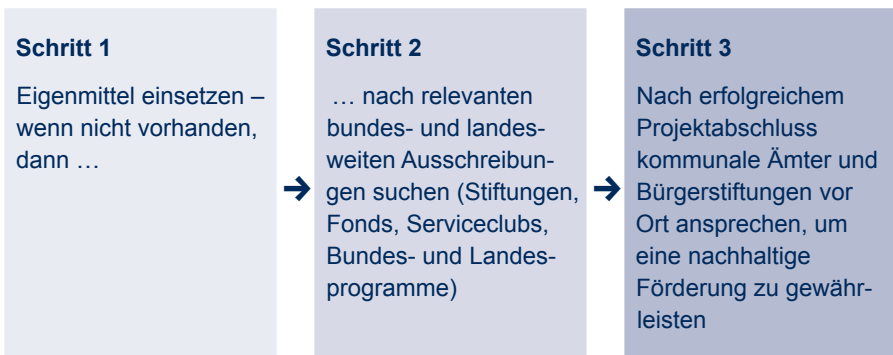 Schritt 1
Eigenmittel einsetzen –
wenn nicht vorhanden,
dann …
Schritt 2
… nach relevanten
bundes- und landes-
weiten Ausschreibun-
gen suchen (Stiftungen,
Fonds, Serviceclubs,
Bundes- und Landes-
programme)
Schritt 3
Nach erfolgreichem
Projektabschluss
kommunale Ämter und
Bürgerstiftungen vor
Ort ansprechen, um
eine nachhaltige
Förderung zu gewähr-
leisten